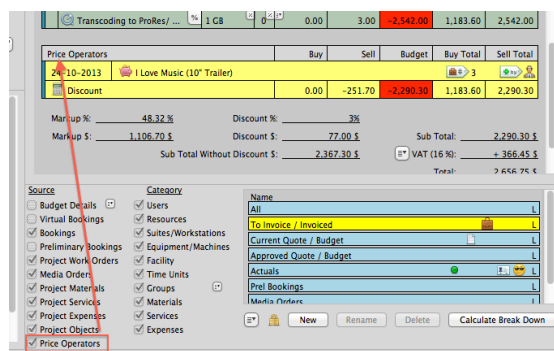 Transcoding to ProRes/ ... % 1 GB 0 0.00 3.00 -2,542.00 1,183.60 2,542.00
Price Operators Buy Sell Budget Buy Total Sell Total
24-10-2013 I Love Music (10" Trailer) 3
Discount 0.00 -251.70 -2,290.30 1,183.60 2,290.30
Markup %: 48.32 % Discount %: 3%
Markup $: 1,106.70 $ Discount $: 77.00 $ Sub Total: 2,290.30 $
Sub Total Without Discount $: 2,367.30 $ VAT (16 %): + 366.45 $
Total: 2,656.75 $
Source Category Name
Budget Details Users All L
Virtual Bookings Resources To Invoice / Invoiced L
Bookings Suites/Workstations Current Quote / Budget L
Preliminary Bookings Equipment/Machines Approved Quote / Budget L
Project Work Orders Facility Actuals L
Media Orders Time Units Prel Bookings L
Project Materials Groups Media Orders L
Project Services Materials
Project Expenses Services New Rename Delete Calculate Break Down
Project Objects Expenses
Price Operators